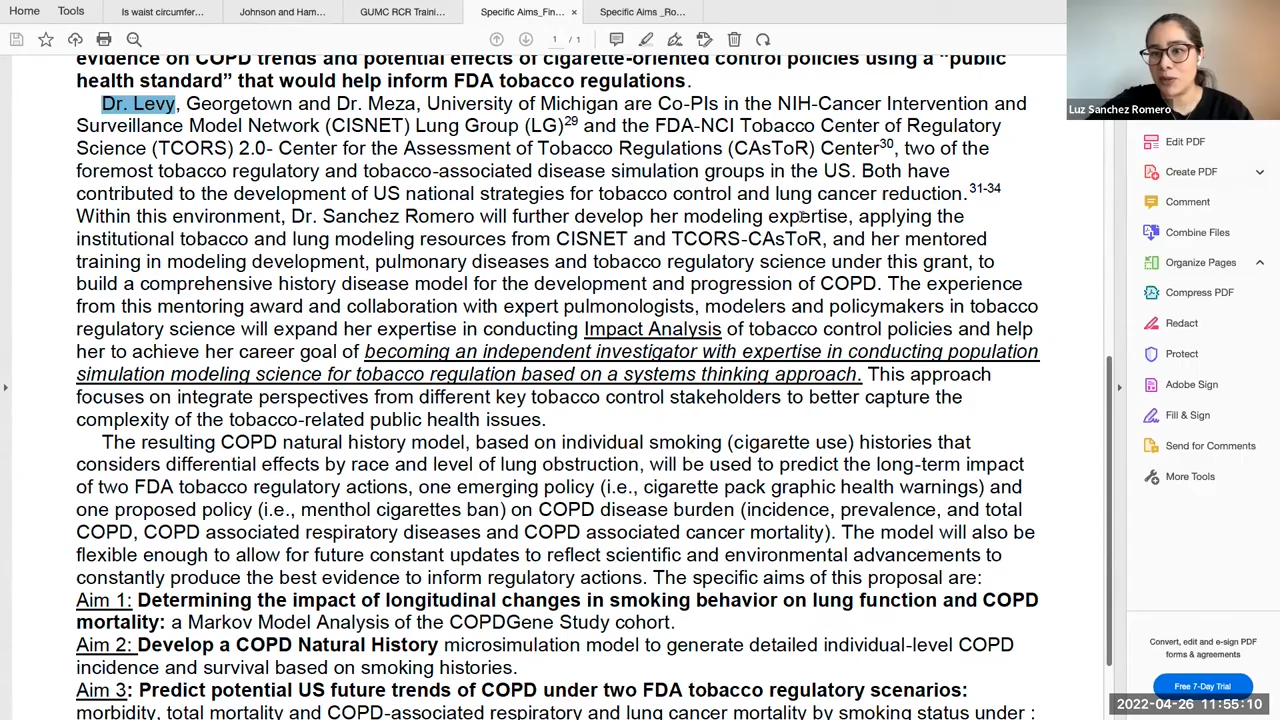 Home
Tools
Is waist circumfer...
Johnson and Ham...
GUMC RCR Traini...
Specific Aims_Fin...
×
Specific Aims _Ro...
1 / 1
evidence on COPD trends and potential effects of cigarette-oriented control policies using a “public
health standard” that would help inform FDA tobacco regulations.
Dr. Levy, Georgetown and Dr. Meza, University of Michigan are Co-PIs in the NIH-Cancer Intervention and
Surveillance Model Network (CISNET) Lung Group (LG)29 and the FDA-NCI Tobacco Center of Regulatory
Science (TCORS) 2.0- Center for the Assessment of Tobacco Regulations (CAsToR) Center30, two of the
foremost tobacco regulatory and tobacco-associated disease simulation groups in the US. Both have
contributed to the development of US national strategies for tobacco control and lung cancer reduction.31-34
Within this environment, Dr. Sanchez Romero will further develop her modeling expertise, applying the
institutional tobacco and lung modeling resources from CISNET and TCORS-CAsToR, and her mentored
training in modeling development, pulmonary diseases and tobacco regulatory science under this grant, to
build a comprehensive history disease model for the development and progression of COPD. The experience
from this mentoring award and collaboration with expert pulmonologists, modelers and policymakers in tobacco
regulatory science will expand her expertise in conducting Impact Analysis of tobacco control policies and help
her to achieve her career goal of becoming an independent investigator with expertise in conducting population
simulation modeling science for tobacco regulation based on a systems thinking approach. This approach
focuses on integrate perspectives from different key tobacco control stakeholders to better capture the
complexity of the tobacco-related public health issues.
The resulting COPD natural history model, based on individual smoking (cigarette use) histories that
considers differential effects by race and level of lung obstruction, will be used to predict the long-term impact
of two FDA tobacco regulatory actions, one emerging policy (i.e., cigarette pack graphic health warnings) and
one proposed policy (i.e., menthol cigarettes ban) on COPD disease burden (incidence, prevalence, and total
COPD, COPD associated respiratory diseases and COPD associated cancer mortality). The model will also be
flexible enough to allow for future constant updates to reflect scientific and environmental advancements to
constantly produce the best evidence to inform regulatory actions. The specific aims of this proposal are:
Aim 1: Determining the impact of longitudinal changes in smoking behavior on lung function and COPD
mortality: a Markov Model Analysis of the COPDGene Study cohort.
Aim 2: Develop a COPD Natural History microsimulation model to generate detailed individual-level COPD
incidence and survival based on smoking histories.
Aim 3: Predict potential US future trends of COPD under two FDA tobacco regulatory scenarios:
morbidity, total mortality and COPD-associated respiratory and lung cancer mortality by smoking status under :
Luz Sanchez Romero
Edit PDF
Create PDF
Comment
Combine Files
Organize Pages
Compress PDF
Redact
Protect
Adobe Sign
Fill & Sign
Send for Comments
More Tools
Convert, edit and e-sign PDF
forms & agreements
Free 7-Day Trial
2022-04-26 11:55:10